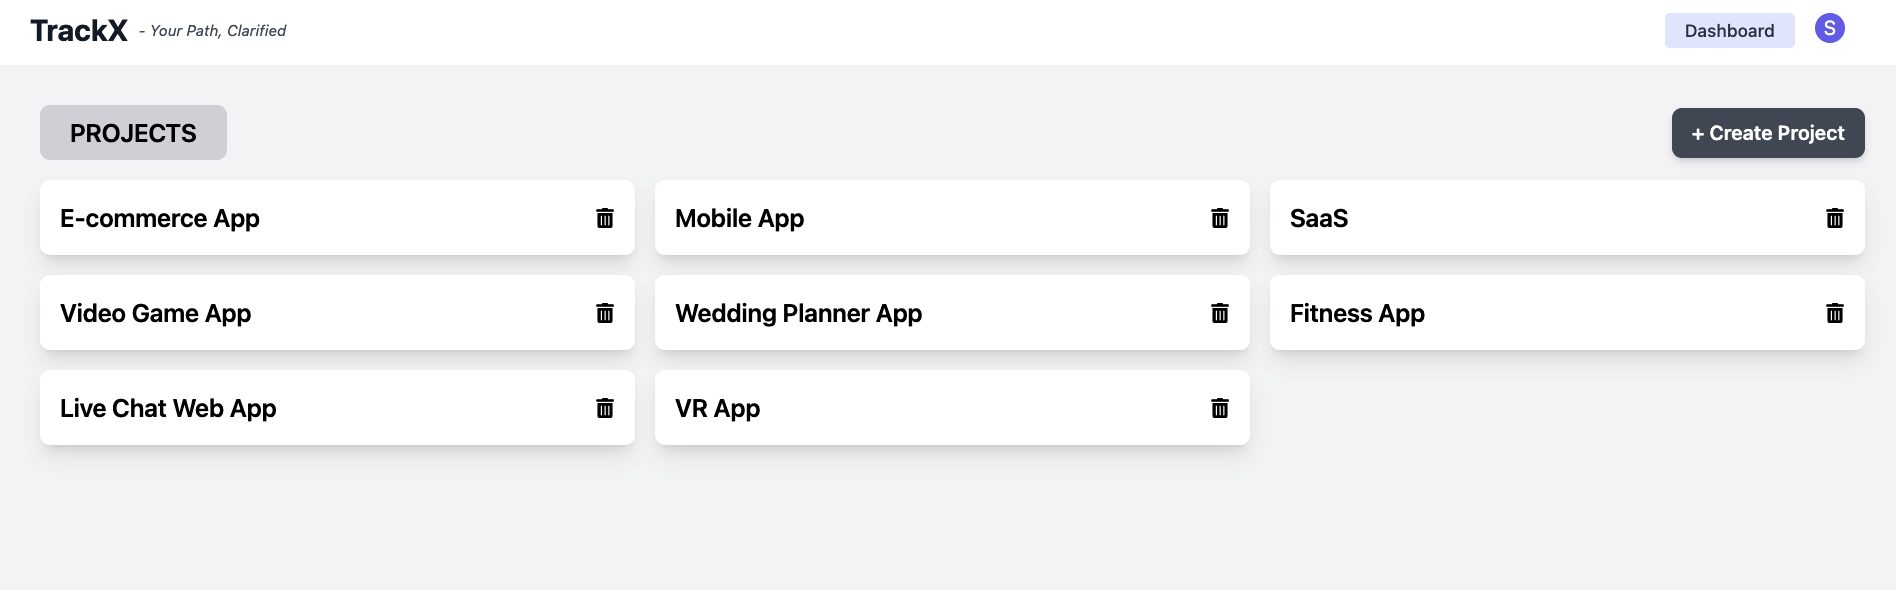 TrackX - Your Path, Clarified
Dashboard
S
PROJECTS
+ Create Project
E-commerce App
Mobile App
SaaS
Video Game App
Wedding Planner App
Fitness App
Live Chat Web App
VR App